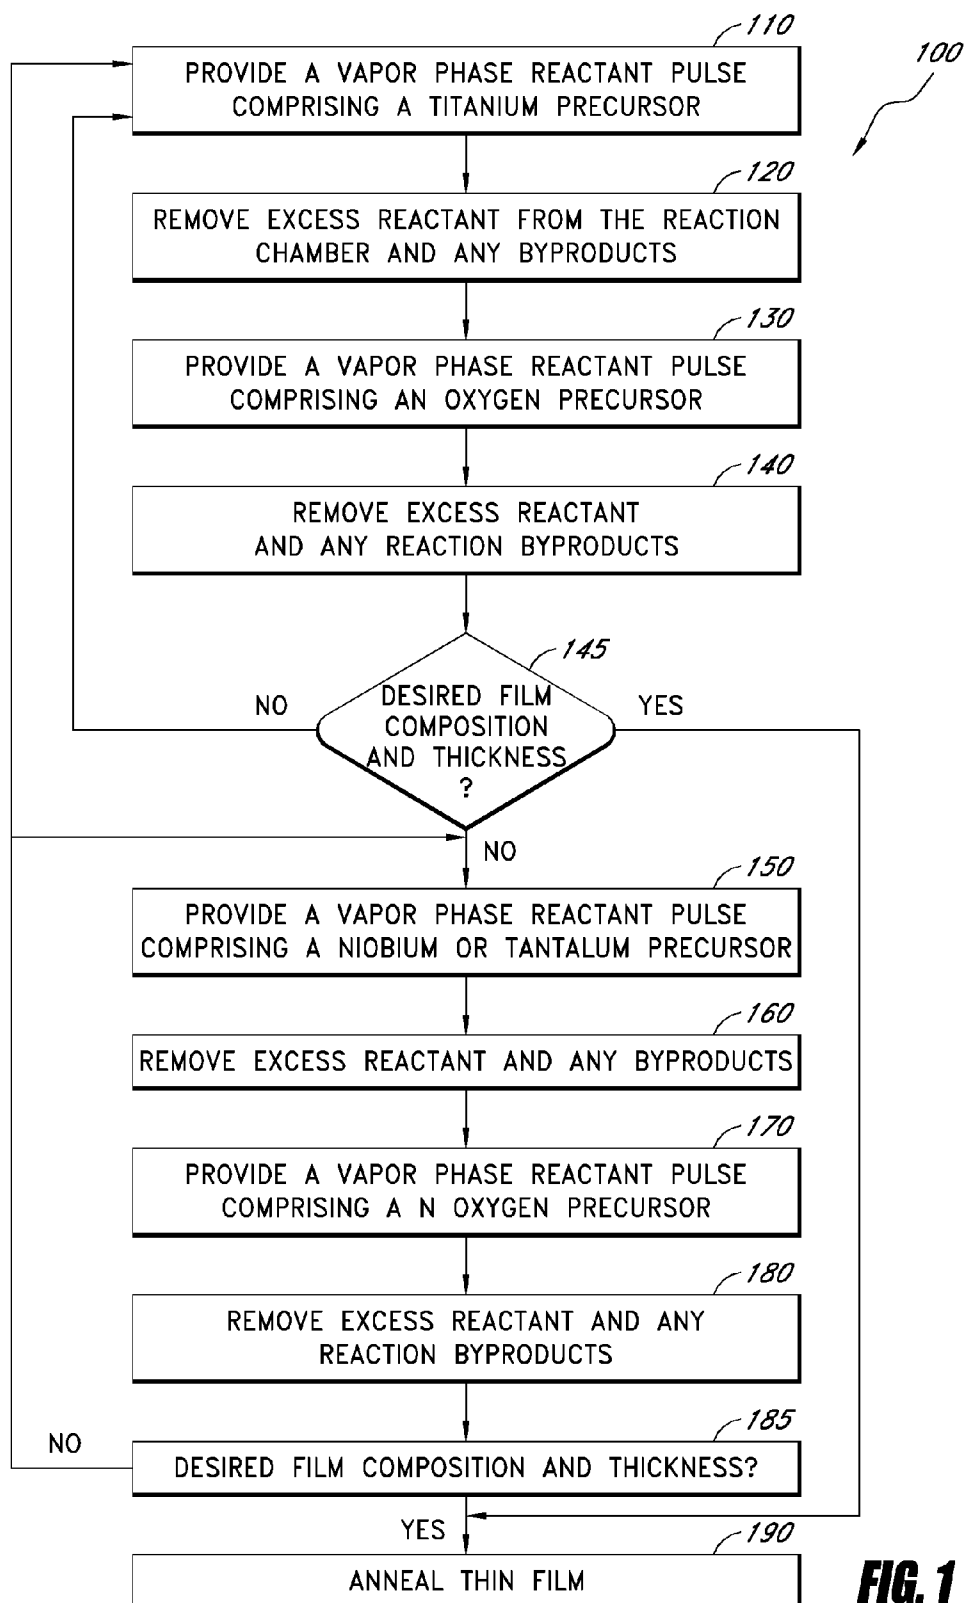 110
100
PROVIDE A VAPOR PHASE REACTANT PULSE
COMPRISING A TITANIUM PRECURSOR
120
REMOVE EXCESS REACTANT FROM THE REACTION
CHAMBER AND ANY BYPRODUCTS
130
PROVIDE A VAPOR PHASE REACTANT PULSE
COMPRISING AN OXYGEN PRECURSOR
140
REMOVE EXCESS REACTANT
AND ANY REACTION BYPRODUCTS
145
NO
DESIRED FILM
COMPOSITION
AND THICKNESS
?
YES
NO
150
PROVIDE A VAPOR PHASE REACTANT PULSE
COMPRISING A NIOBIUM OR TANTALUM PRECURSOR
160
REMOVE EXCESS REACTANT AND ANY BYPRODUCTS
170
PROVIDE A VAPOR PHASE REACTANT PULSE
COMPRISING A N OXYGEN PRECURSOR
180
REMOVE EXCESS REACTANT AND ANY
REACTION BYPRODUCTS
185
NO
DESIRED FILM COMPOSITION AND THICKNESS?
YES
190
ANNEAL THIN FILM
FIG. 1